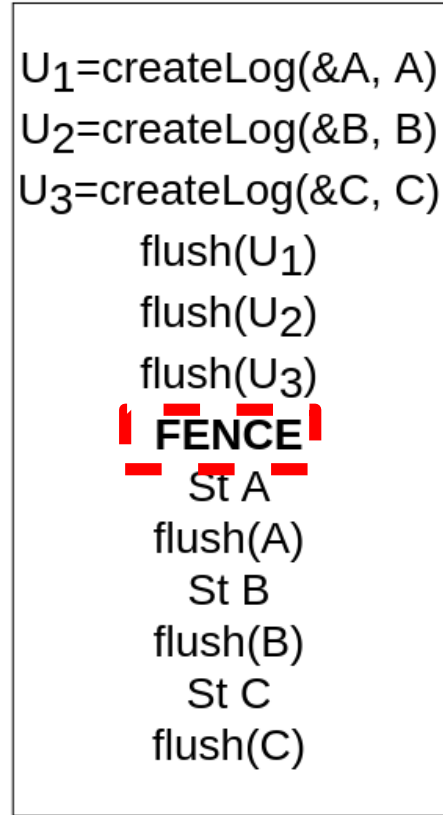 U₁=createLog(&A, A)
U₂=createLog(&B, B)
U₃=createLog(&C, C)
flush(U₁)
flush(U₂)
flush(U₃)
FENCE
St A
flush(A)
St B
flush(B)
St C
flush(C)